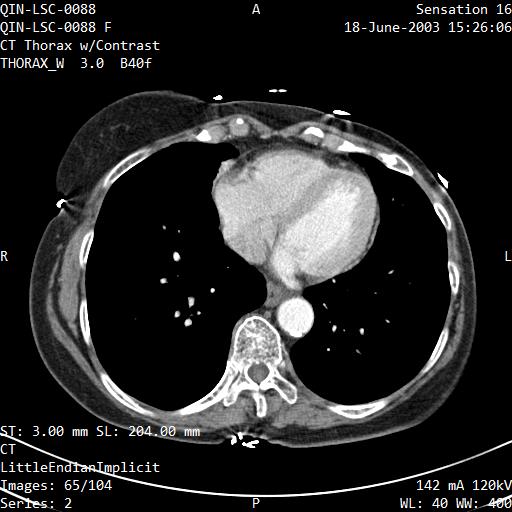 QIN-LSC-0088
A
Sensation 16
QIN-LSC-0088 F
18-June-2003 15:26:06
CT Thorax w/Contrast
THORAX_W 3.0 B40f
R
L
ST: 3.00 mm SL: 204.00 mm
CT
LittleEndianImplicit
Images: 65/104
142 mA 120kV
Series: 2
P
WL: 40 WW: 400